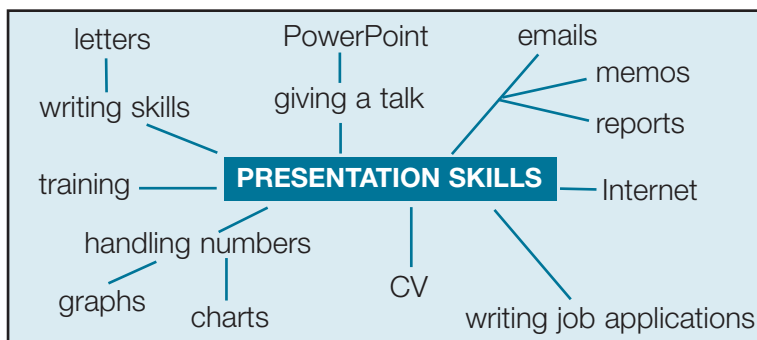 letters
PowerPoint
emails
memos
writing skills
giving a talk
reports
PRESENTATION SKILLS
training
Internet
handling numbers
CV
graphs
charts
writing job applications